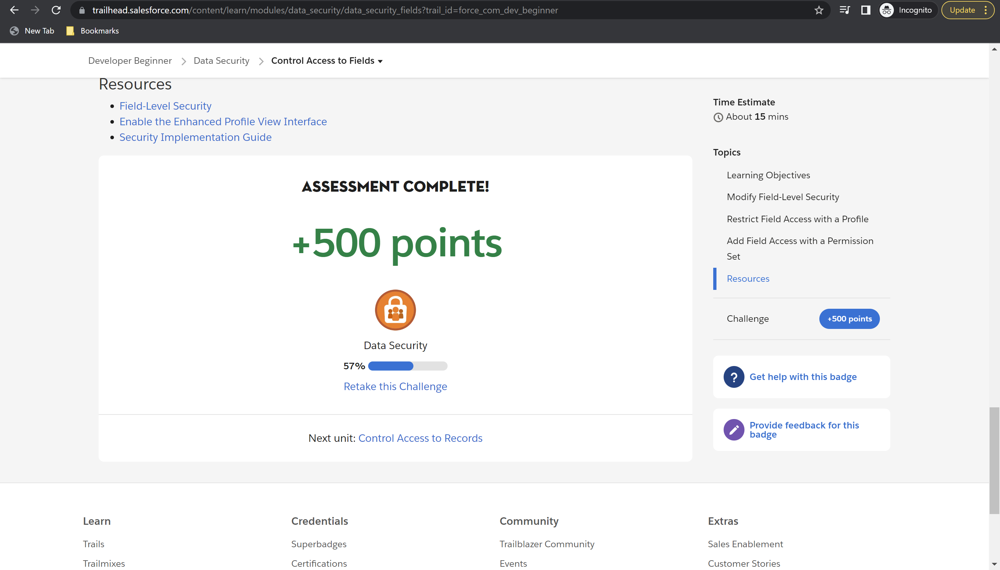 trailhead.salesforce.com/content/learn/modules/data_security/data_security_fields?trail_id=force_com_dev_beginner
Incognito
Update
New Tab
Bookmarks
Developer Beginner
Data Security
Control Access to Fields
Resources
Field-Level Security
Enable the Enhanced Profile View Interface
Security Implementation Guide
ASSESSMENT COMPLETE!
+500 points
Data Security
57%
Retake this Challenge
Next unit: Control Access to Records
Time Estimate
About 15 mins
Topics
Learning Objectives
Modify Field-Level Security
Restrict Field Access with a Profile
Add Field Access with a Permission
Set
Resources
Challenge
+500 points
? Get help with this badge
Provide feedback for this
badge
Learn
Trails
Trailmixes
Credentials
Superbadges
Certifications
Community
Trailblazer Community
Events
Extras
Sales Enablement
Customer Stories